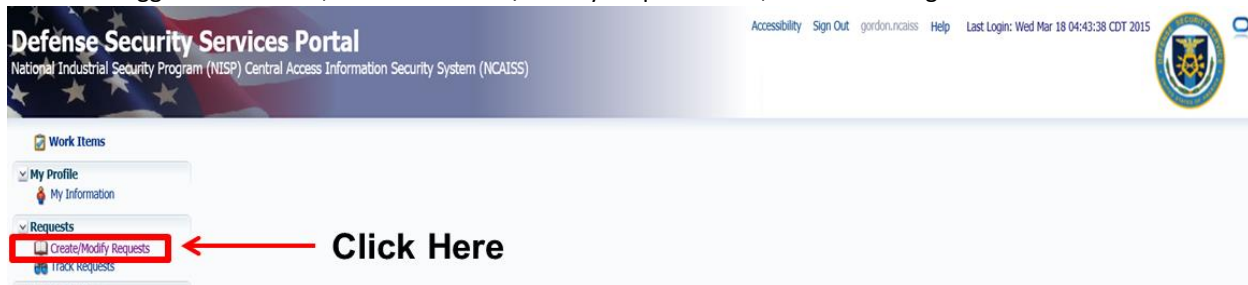 Defense Security Services Portal
National Industrial Security Program (NISP) Central Access Information Security System (NCAISS)
Accessibility Sign Out gordon.ncaiss Help Last Login: Wed Mar 18 04:43:38 CDT 2015
Work Items
My Profile
My Information
Requests
Create/Modify Requests
Click Here
Track Requests